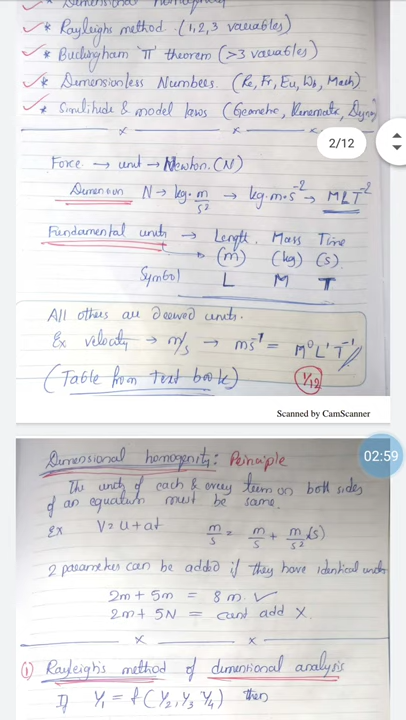 * Dimensional homogenity
* Rayleigh's method (1,2,3 variables)
* Buckingham 'π' theorem (>3 variables)
* Dimensionless Numbers. (Re, Fr, Eu, Wb, Mach)
* Similitude & model laws (Geometric, Kinematic,
x x x
2/12
Force → unit → Newton. (N)
Dimension N → kg. m/s² → kg.m.s⁻² → MLT⁻²
Fundamental units → Length. Mass Time
(m) (kg) (s)
Symbol L M T
All others are derived units.
Ex velocity → m/s → ms⁻¹ = M⁰L¹T⁻¹
(Table from text book) 1/12
Scanned by CamScanner
Dimensional homogenity: Principle
02:59
The units of each & every term on both sides
of an equation must be same.
Ex V = u + at m/s = m/s + m/s² (s)
2 parameters can be added if they have identical units
2m + 5m = 8 m. ✓
2m + 5N = cant add X.
x x
(1) Rayleigh's method of dimensional analysis
If Y₁ = f(Y₂, Y₃ Y₄) then